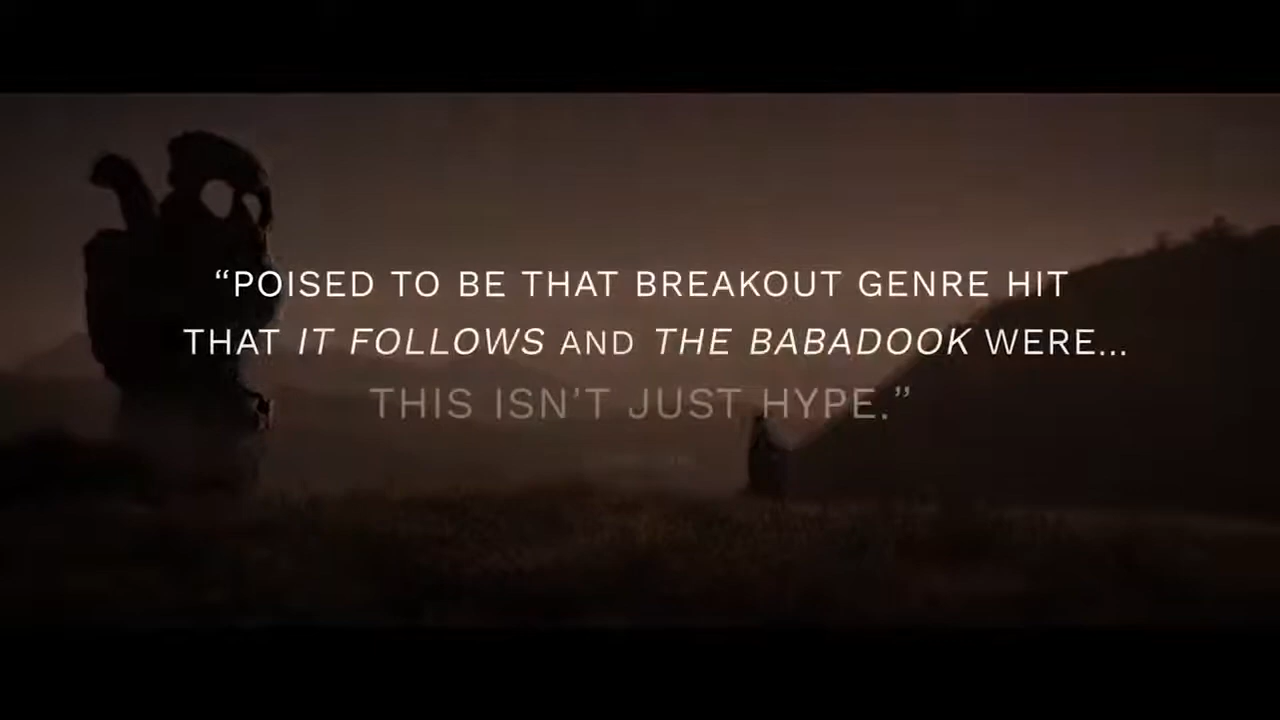 “POISED TO BE THAT BREAKOUT GENRE HIT
THAT IT FOLLOWS AND THE BABADOOK WERE...
THIS ISN’T JUST HYPE.”